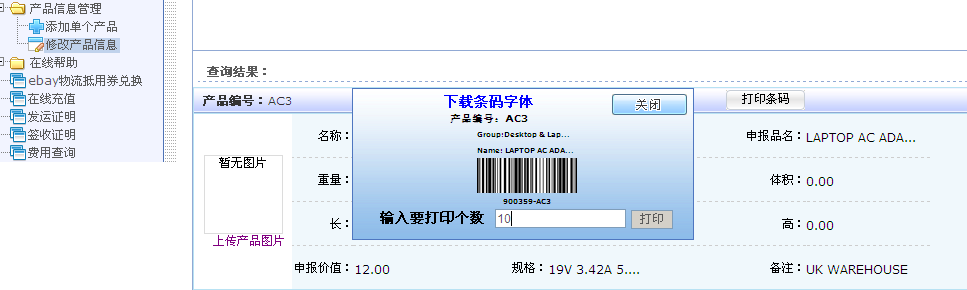 产品信息管理
添加单个产品
修改产品信息
在线帮助
ebay物流抵用券兑换
在线充值
发运证明
签收证明
费用查询
查询结果：
产品编号：AC3
打印条码
下载条码字体
关闭
产品编号：AC3
Group:Desktop & Lap...
Name: LAPTOP AC ADA...
900359-AC3
输入要打印个数
10
打印
暂无图片
上传产品图片
名称：
申报品名：LAPTOP AC ADA...
重量：
体积：0.00
长：
高：0.00
申报价值：12.00
规格：19V 3.42A 5....
备注：UK WAREHOUSE